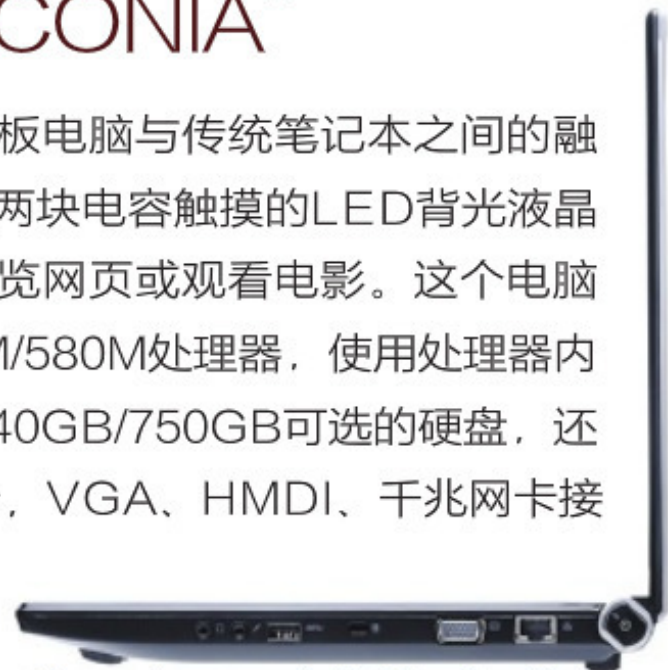 CONIA
板电脑与传统笔记本之间的融
两块电容触摸的LED背光液晶
览网页或观看电影。这个电脑
/580M处理器，使用处理器内
40GB/750GB可选的硬盘，还
，VGA、HMDI、千兆网卡接